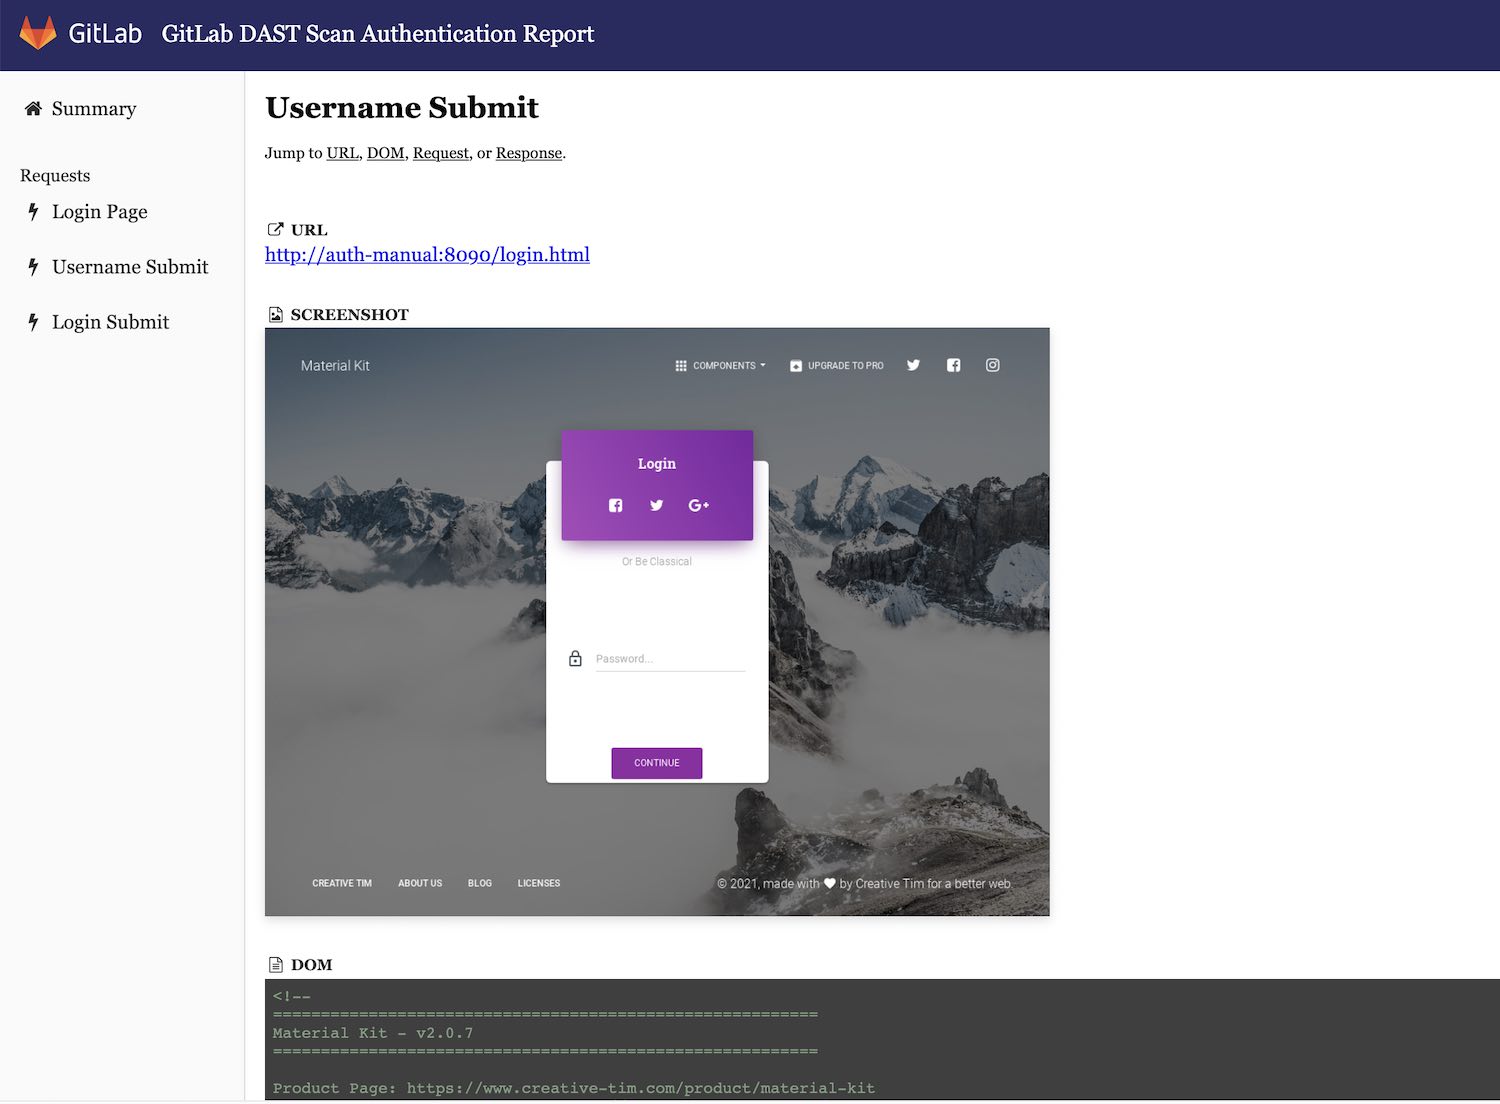 GitLab GitLab DAST Scan Authentication Report
Summary
Requests
Login Page
Username Submit
Login Submit
Username Submit
Jump to URL, DOM, Request, or Response.
URL
http://auth-manual:8090/login.html
SCREENSHOT
Material Kit
COMPONENTS
UPGRADE TO PRO
Login
G+
Or Be Classical
Password...
CONTINUE
CREATIVE TIM
ABOUT US
BLOG
LICENSES
© 2021, made with ♥ by Creative Tim for a better web.
DOM
<!--
=========================================================
Material Kit - v2.0.7
=========================================================
Product Page: https://www.creative-tim.com/product/material-kit